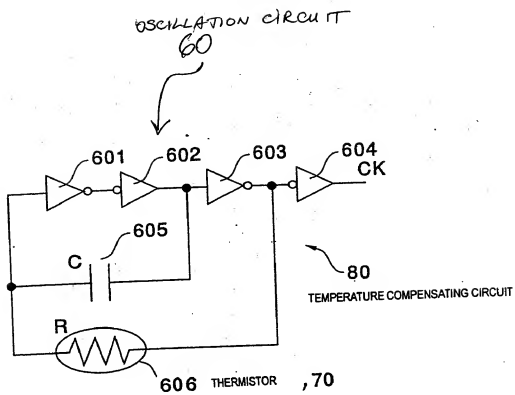 OSCILLATION CIRCUIT
60
601
602
603
604
CK
605
C
80
TEMPERATURE COMPENSATING CIRCUIT
R
606 THERMISTOR , 70